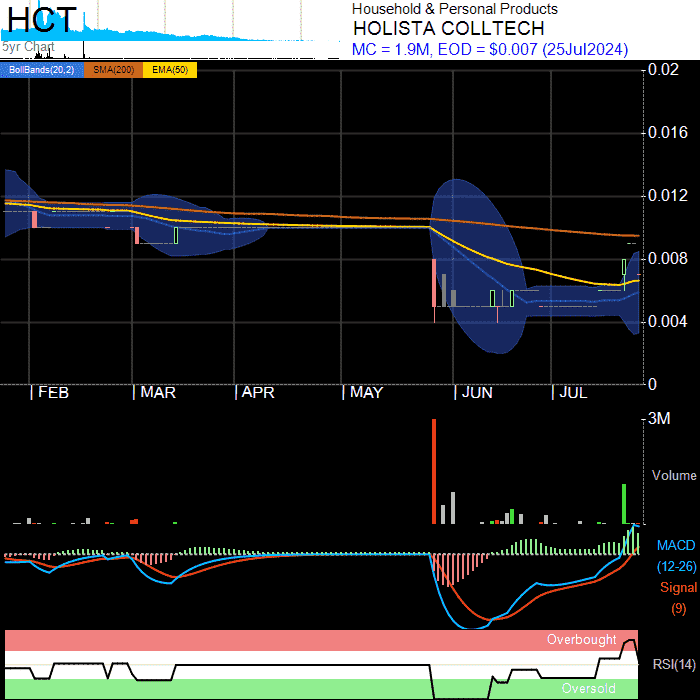 HCT
5yr Chart
Household & Personal Products
HOLISTA COLLTECH
MC = 1.9M, EOD = $0.007 (25Jul2024)
BollBands(20,2) SMA(200) EMA(50)
0.02
0.016
0.012
0.008
0.004
0
FEB MAR APR MAY JUN JUL
3M
Volume
MACD
(12-26)
Signal
(9)
Overbought
RSI(14)
Oversold